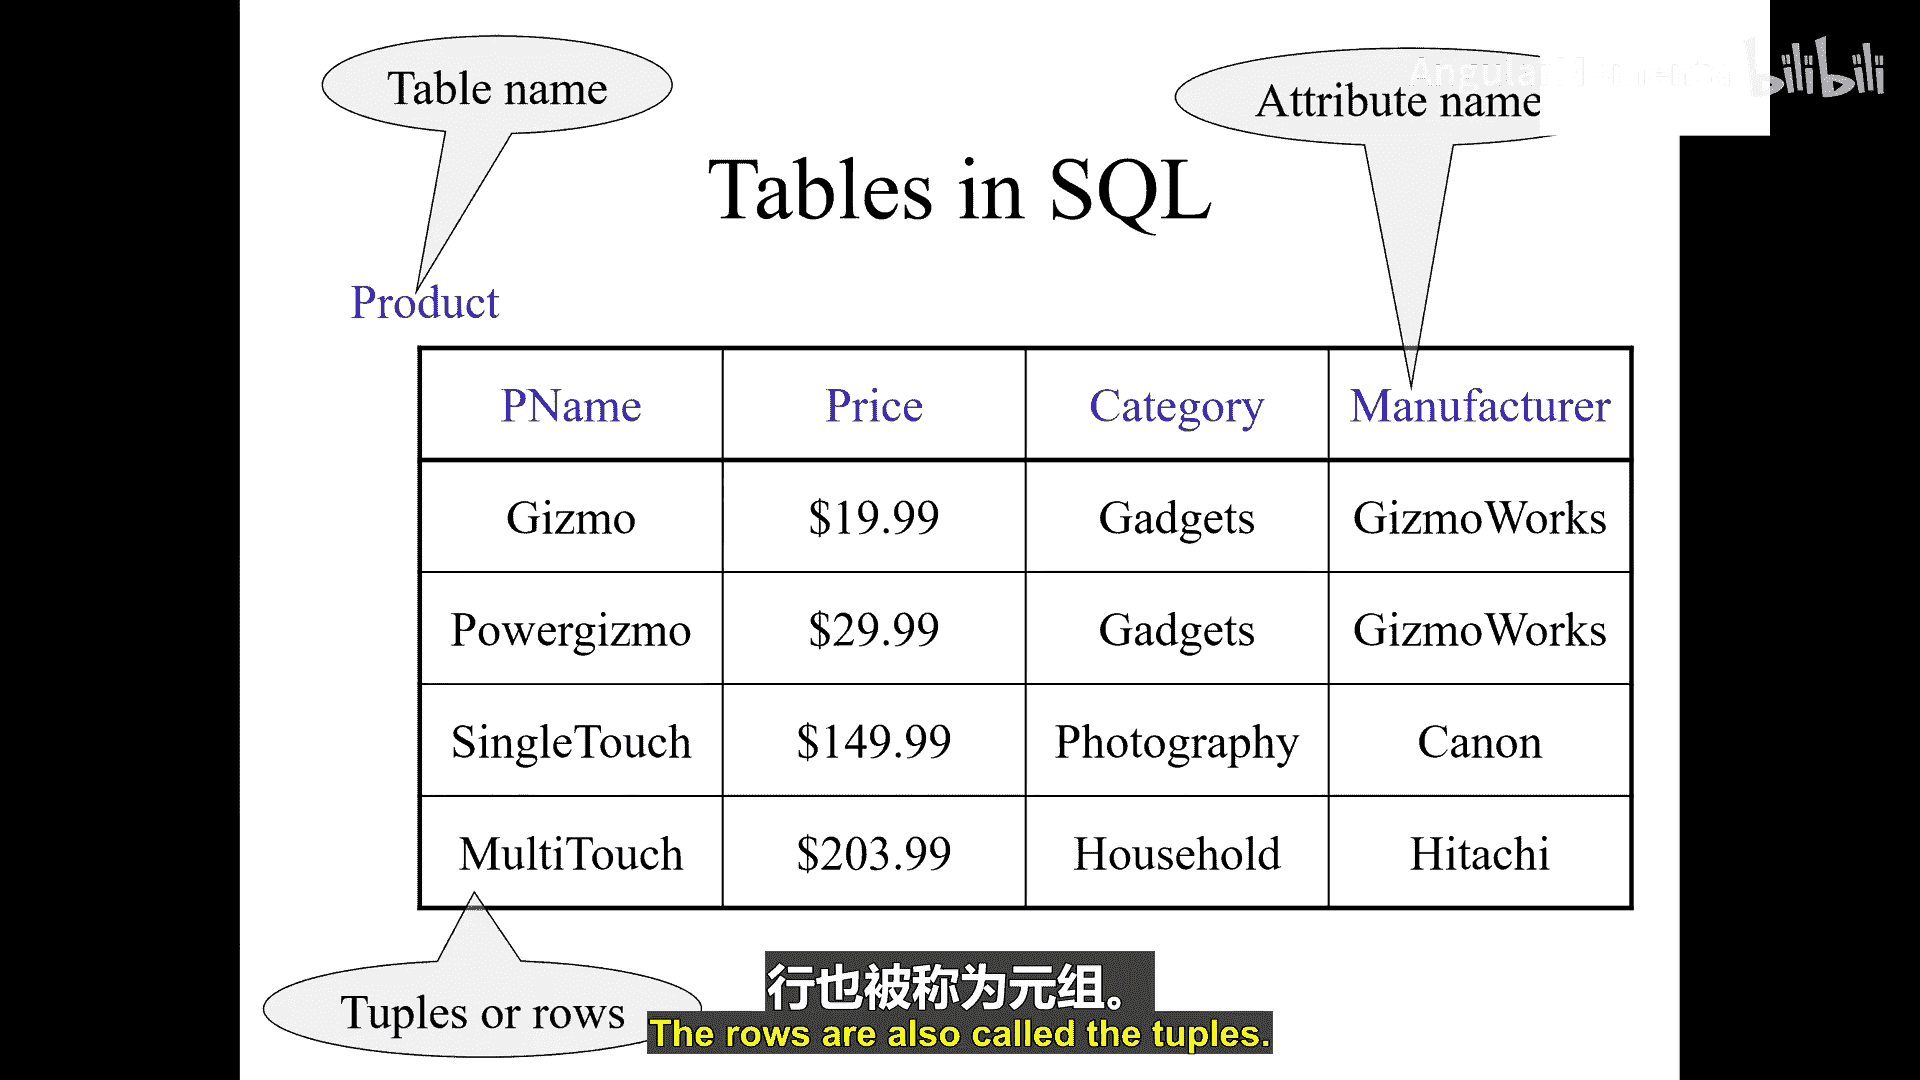 Table name
Attribute name
bilibili
Tables in SQL
Product
PName Price Category Manufacturer
Gizmo $19.99 Gadgets GizmoWorks
Powergizmo $29.99 Gadgets GizmoWorks
SingleTouch $149.99 Photography Canon
MultiTouch $203.99 Household Hitachi
Tuples or rows
行也被称为元组。
The rows are also called the tuples.